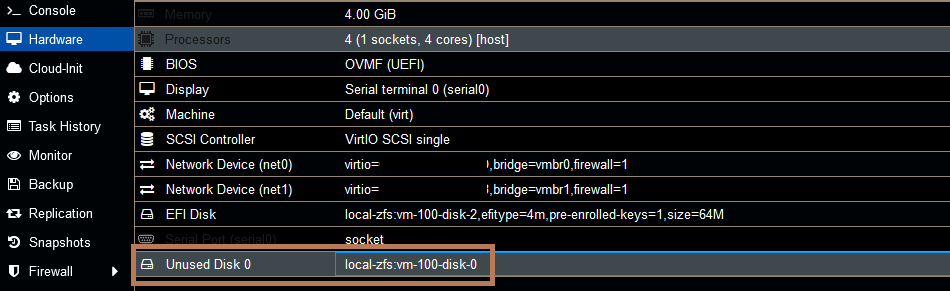 Console
Hardware
Cloud-Init
Options
Task History
Monitor
Backup
Replication
Snapshots
Firewall
Memory 4.00 GiB
Processors 4 (1 sockets, 4 cores) [host]
BIOS OVMF (UEFI)
Display Serial terminal 0 (serial0)
Machine Default (virt)
SCSI Controller VirtIO SCSI single
Network Device (net0) virtio= ,bridge=vmbr0,firewall=1
Network Device (net1) virtio= ,bridge=vmbr1,firewall=1
EFI Disk local-zfs:vm-100-disk-2,efitype=4m,pre-enrolled-keys=1,size=64M
Serial Port (serial0) socket
Unused Disk 0 local-zfs:vm-100-disk-0